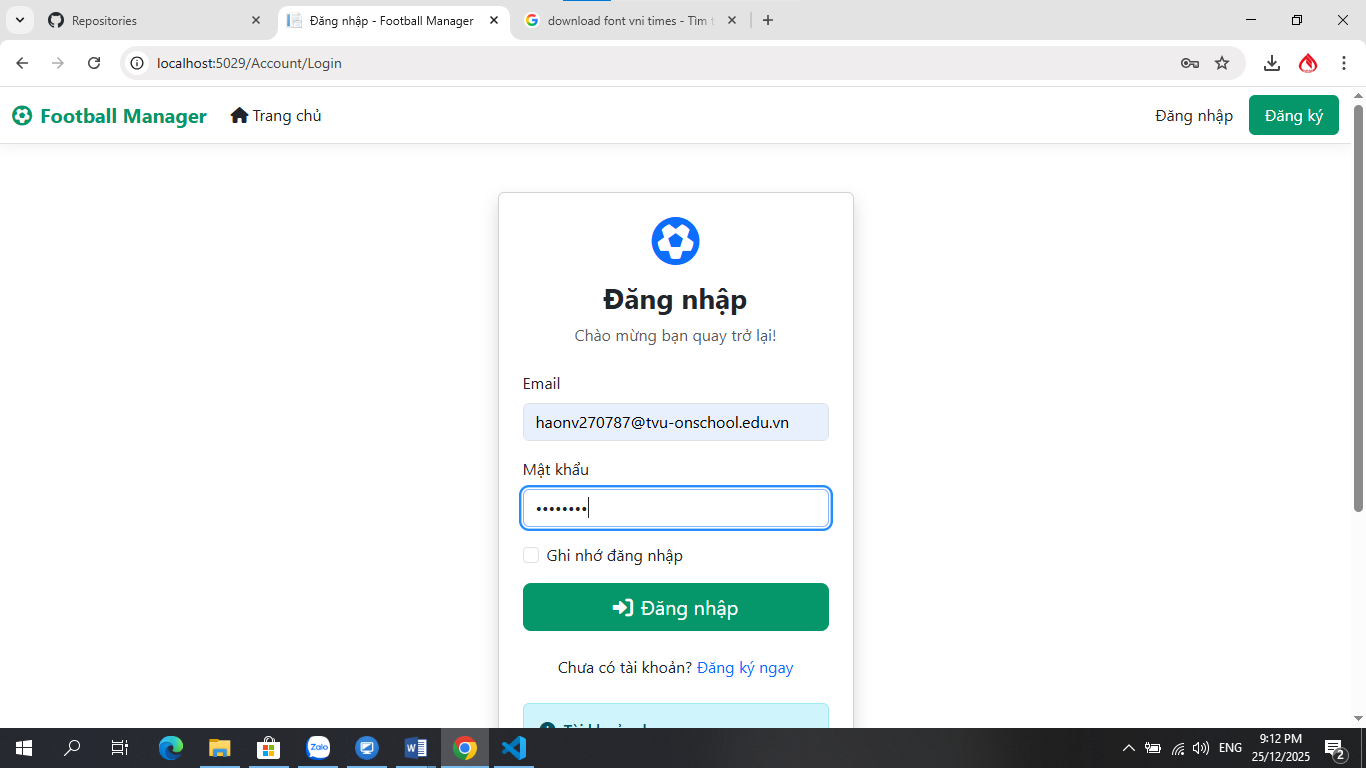 Repositories
Đăng nhập - Football Manager
download font vni times - Tìm
localhost:5029/Account/Login
Football Manager
Trang chủ
Đăng nhập
Đăng ký
Đăng nhập
Chào mừng bạn quay trở lại!
Email
haonv270787@tvu-onschool.edu.vn
Mật khẩu
••••••••
Ghi nhớ đăng nhập
Đăng nhập
Chưa có tài khoản? Đăng ký ngay
Zalo
ENG
9:12 PM
25/12/2025
2